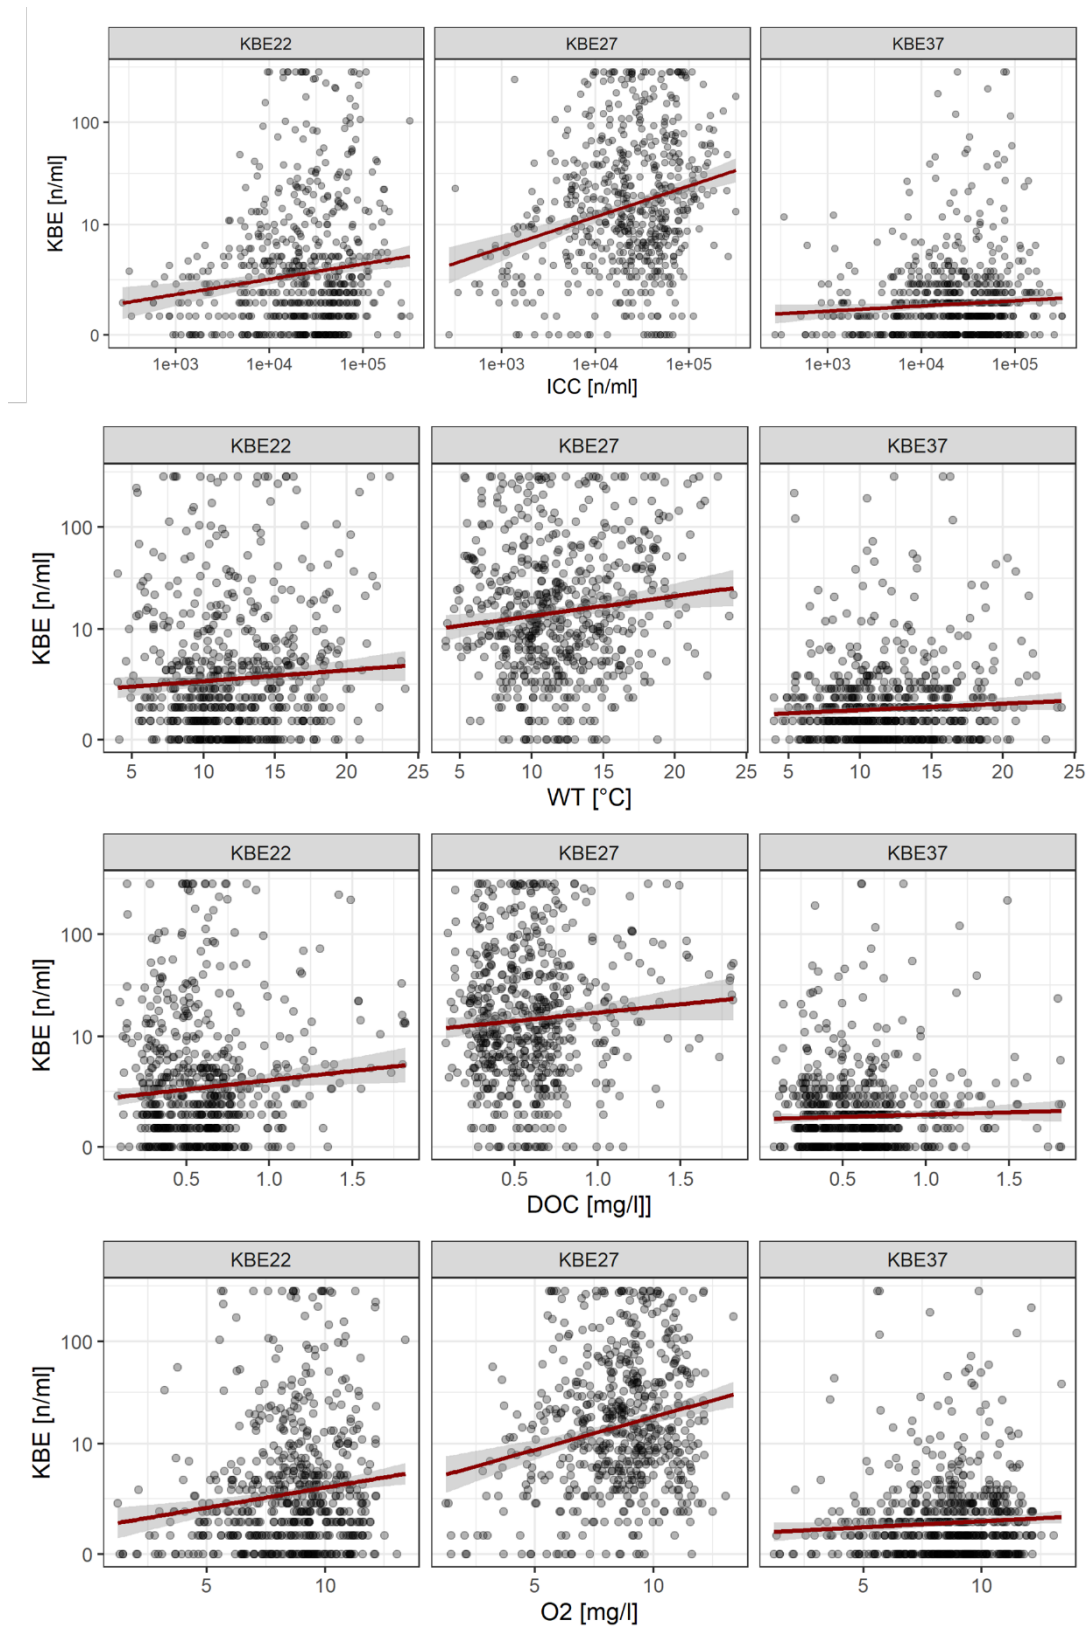 KBE22 KBE27 KBE37
100
10
0
KBE [n/ml]
1e+03 1e+04 1e+05 1e+03 1e+04 1e+05 1e+03 1e+04 1e+05
ICC [n/ml]
KBE22 KBE27 KBE37
100
10
0
KBE [n/ml]
5 10 15 20 25 5 10 15 20 25 5 10 15 20 25
WT [°C]
KBE22 KBE27 KBE37
100
10
0
KBE [n/ml]
0.5 1.0 1.5 0.5 1.0 1.5 0.5 1.0 1.5
DOC [mg/l]]
KBE22 KBE27 KBE37
100
10
0
KBE [n/ml]
5 10 5 10 5 10
O2 [mg/l]